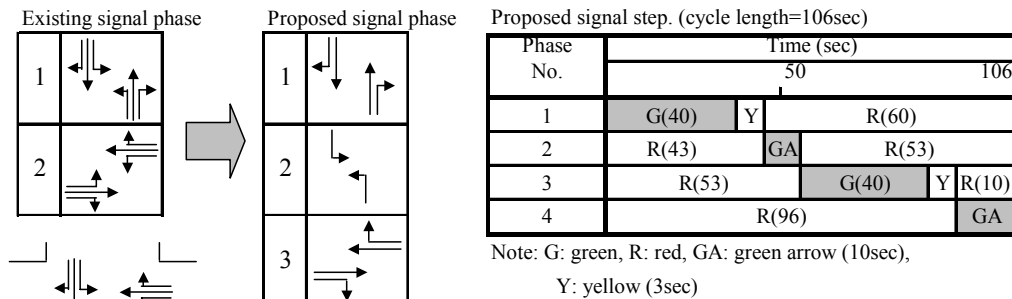 Existing signal phase
1
2
Proposed signal phase
1
2
3
Proposed signal step. (cycle length=106sec)
Phase No. Time (sec)
50 106
1 G(40) Y R(60)
2 R(43) GA R(53)
3 R(53) G(40) Y R(10)
4 R(96) GA
Note: G: green, R: red, GA: green arrow (10sec),
Y: yellow (3sec)